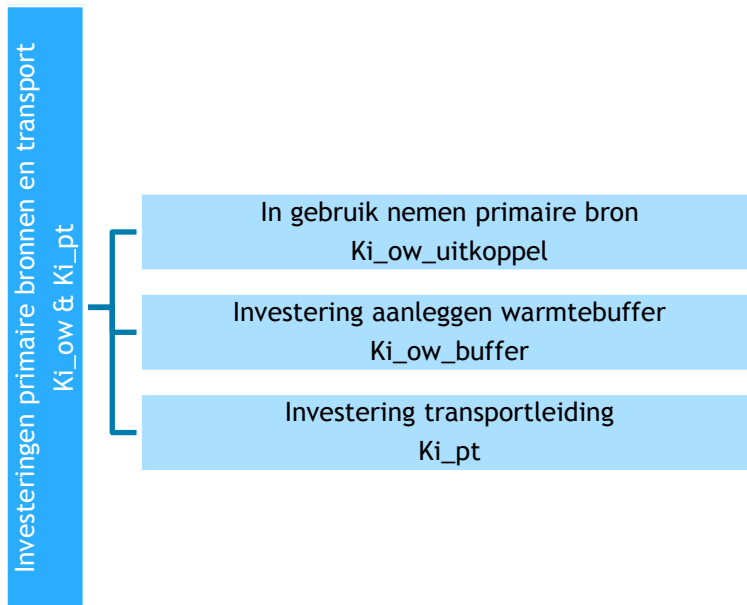 Investeringen primaire bronnen en transport
Ki_ow & Ki_pt
In gebruik nemen primaire bron
Ki_ow_uitkoppel
Investering aanleggen warmtebuffer
Ki_ow_buffer
Investering transportleiding
Ki_pt